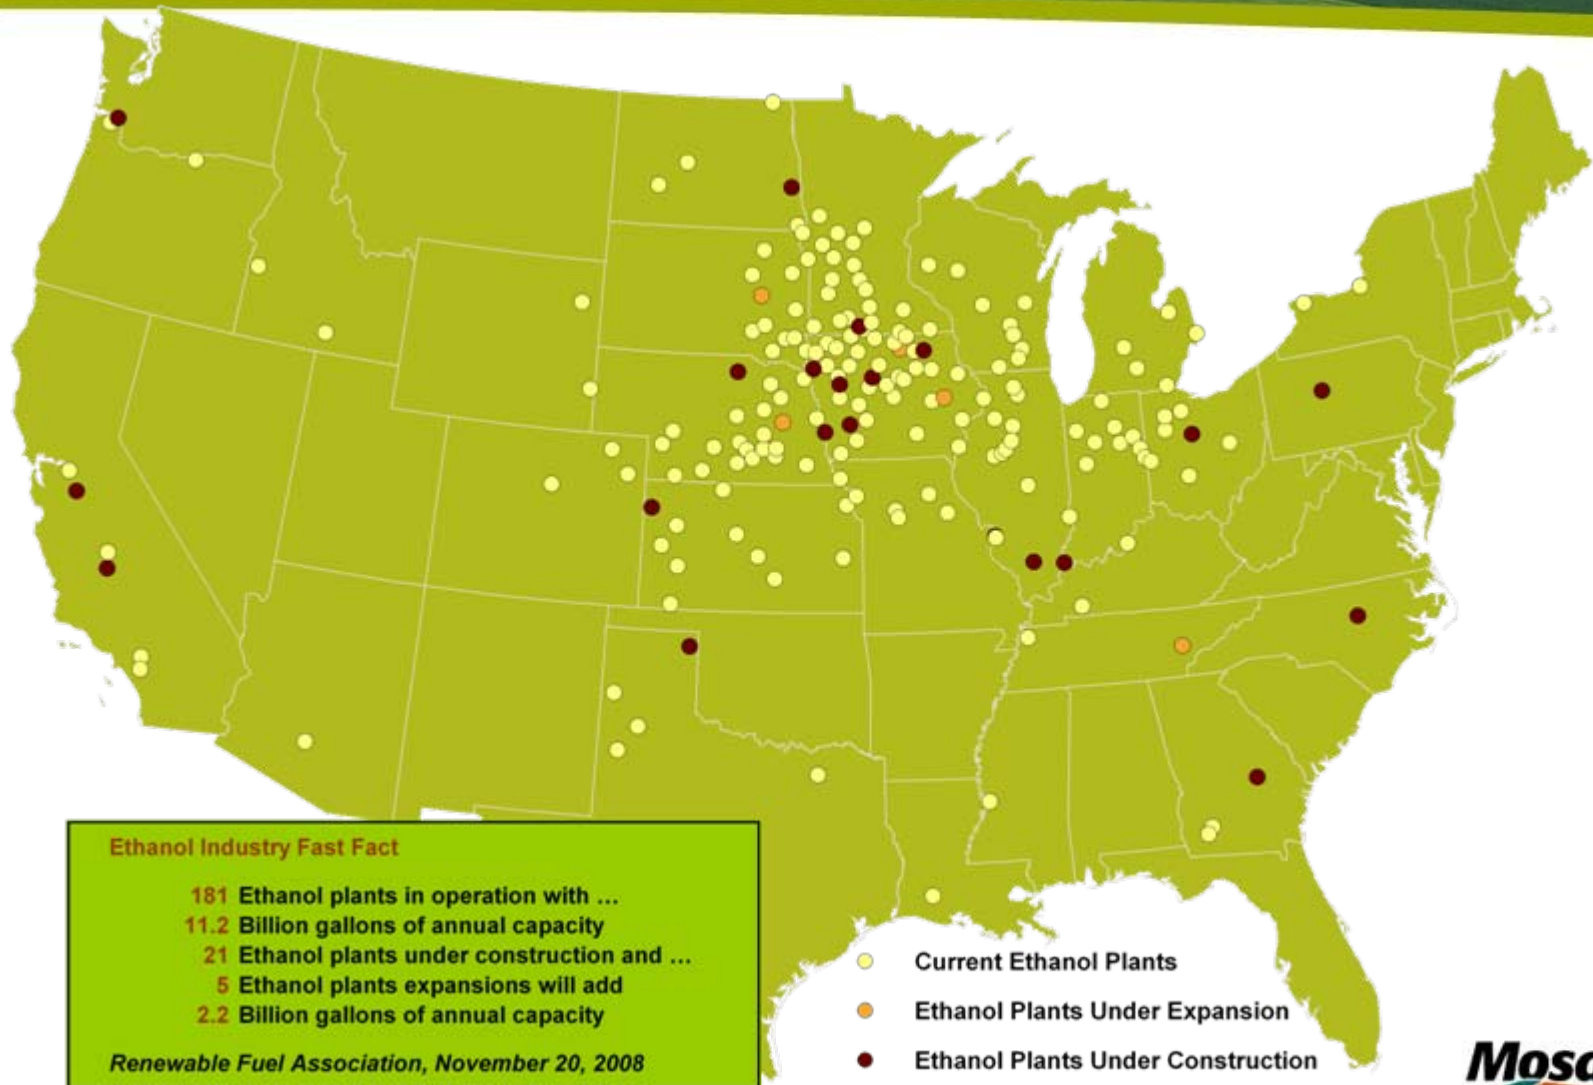 Ethanol Industry Fast Fact
181 Ethanol plants in operation with ...
11.2 Billion gallons of annual capacity
21 Ethanol plants under construction and ...
5 Ethanol plants expansions will add
2.2 Billion gallons of annual capacity
Renewable Fuel Association, November 20, 2008
Current Ethanol Plants
Ethanol Plants Under Expansion
Ethanol Plants Under Construction